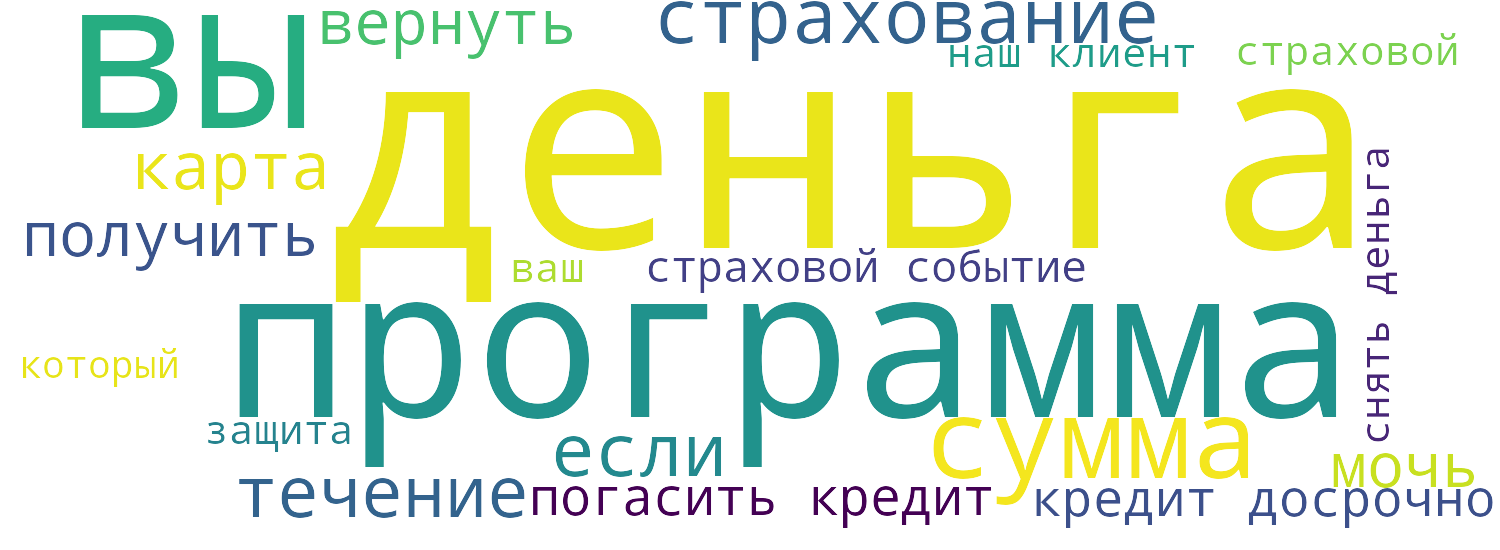 вы
вернуть
страхование
наш клиент
страховой
деньга
карта
получить
ваш
страховой событие
снять деньга
программа
который
защита
если
сумма
мочь
течение
погасить кредит
кредит досрочно